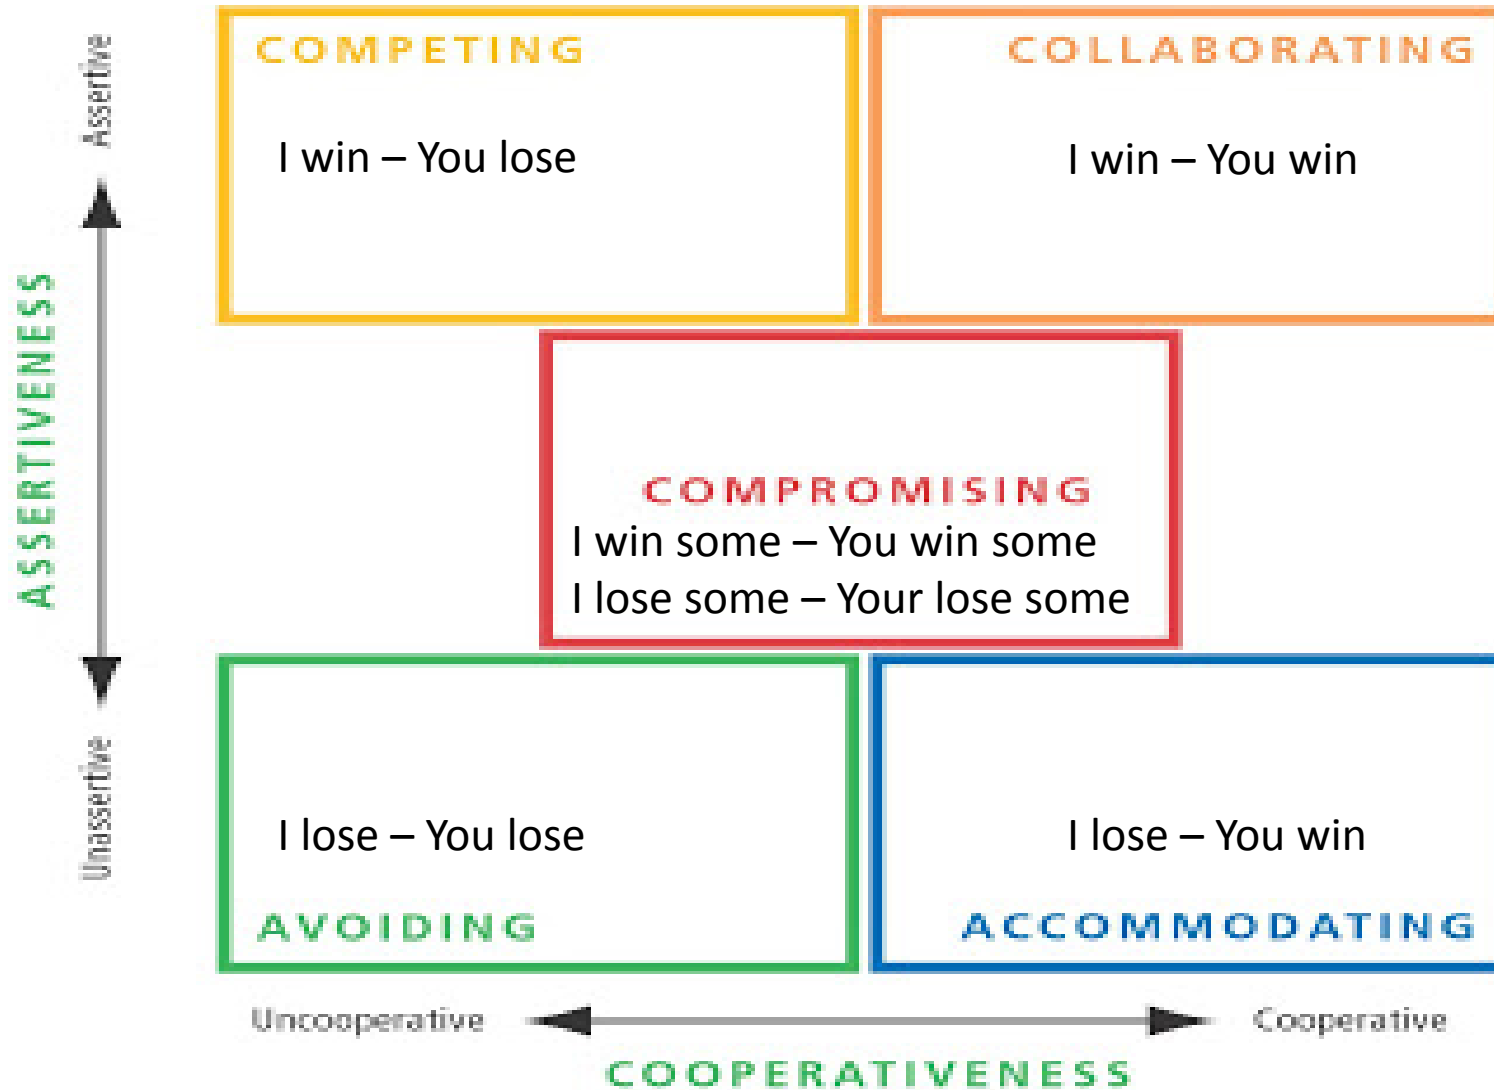 Assertive
ASSERTIVENESS
Unassertive
COMPETING
I win – You lose
COLLABORATING
I win – You win
COMPROMISING
I win some – You win some
I lose some – Your lose some
I lose – You lose
AVOIDING
I lose – You win
ACCOMMODATING
Uncooperative
Cooperative
COOPERATIVENESS